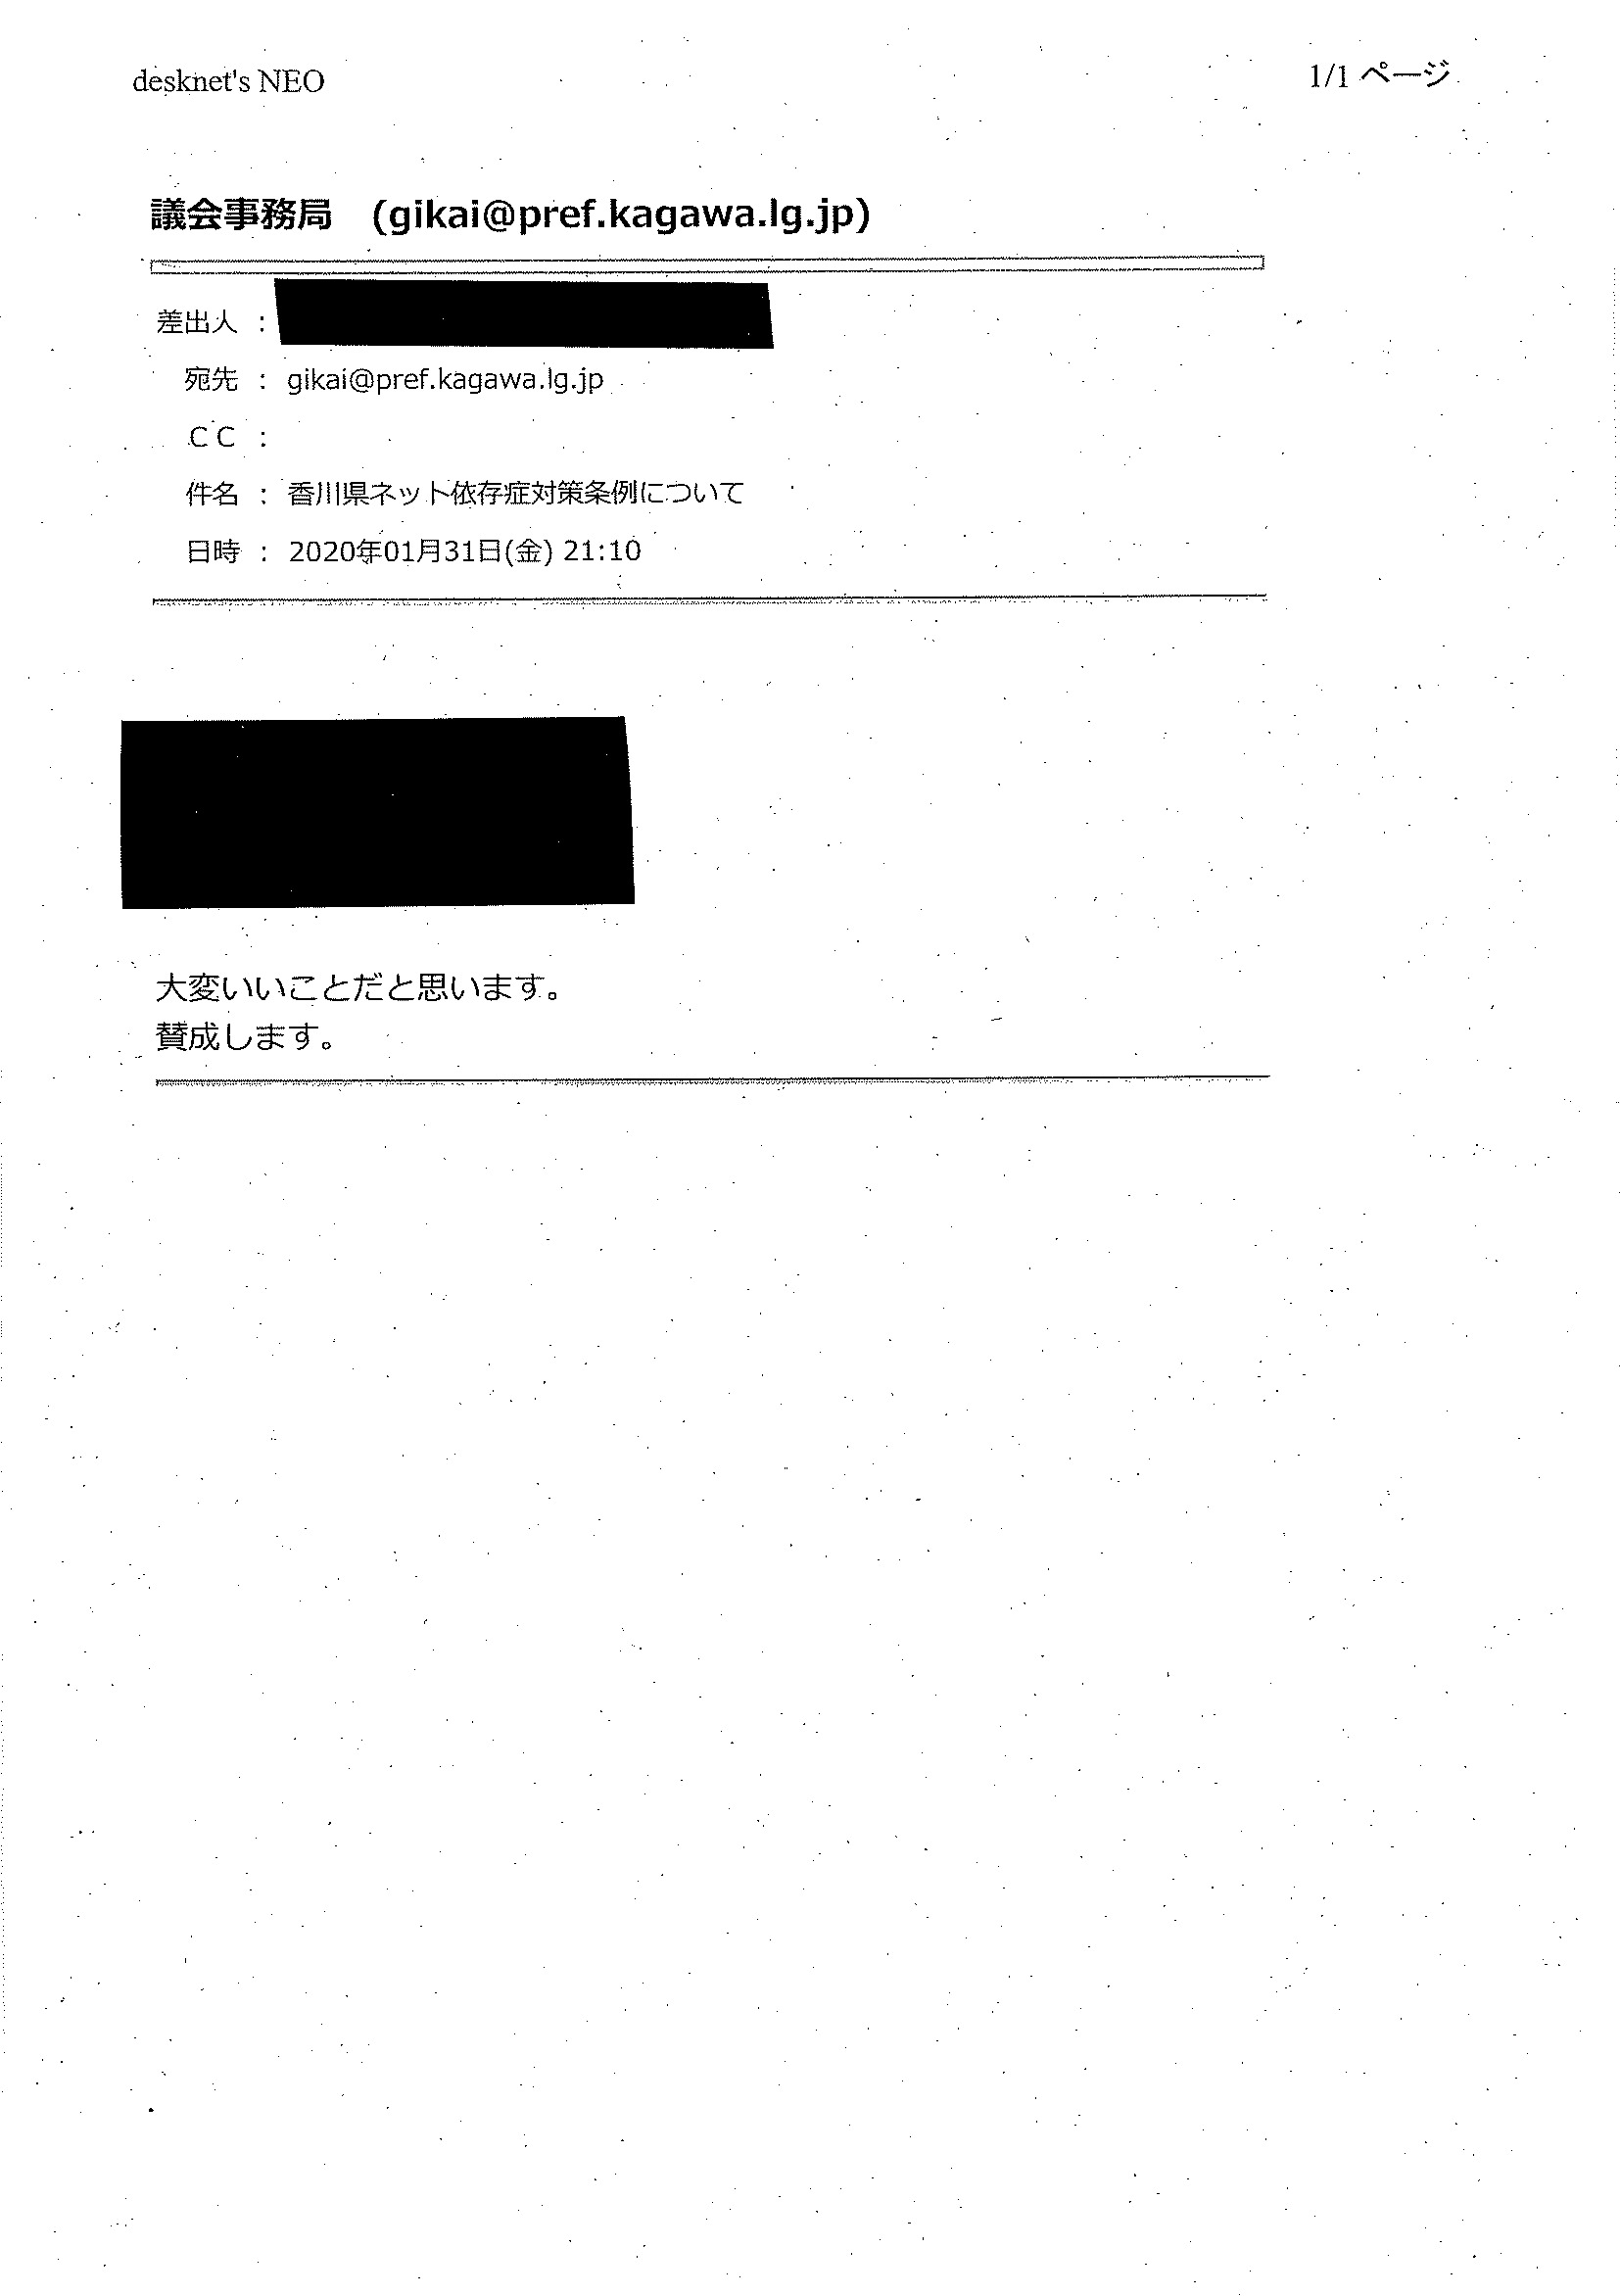 desknet's NEO
1/1 ページ
議会事務局 (gikai@pref.kagawa.lg.jp)
差出人 :
宛先 : gikai@pref.kagawa.lg.jp
CC :
件名 : 香川県ネット依存症対策条例について
日時 : 2020年01月31日(金) 21:10
大変いいことだと思います。
賛成します。